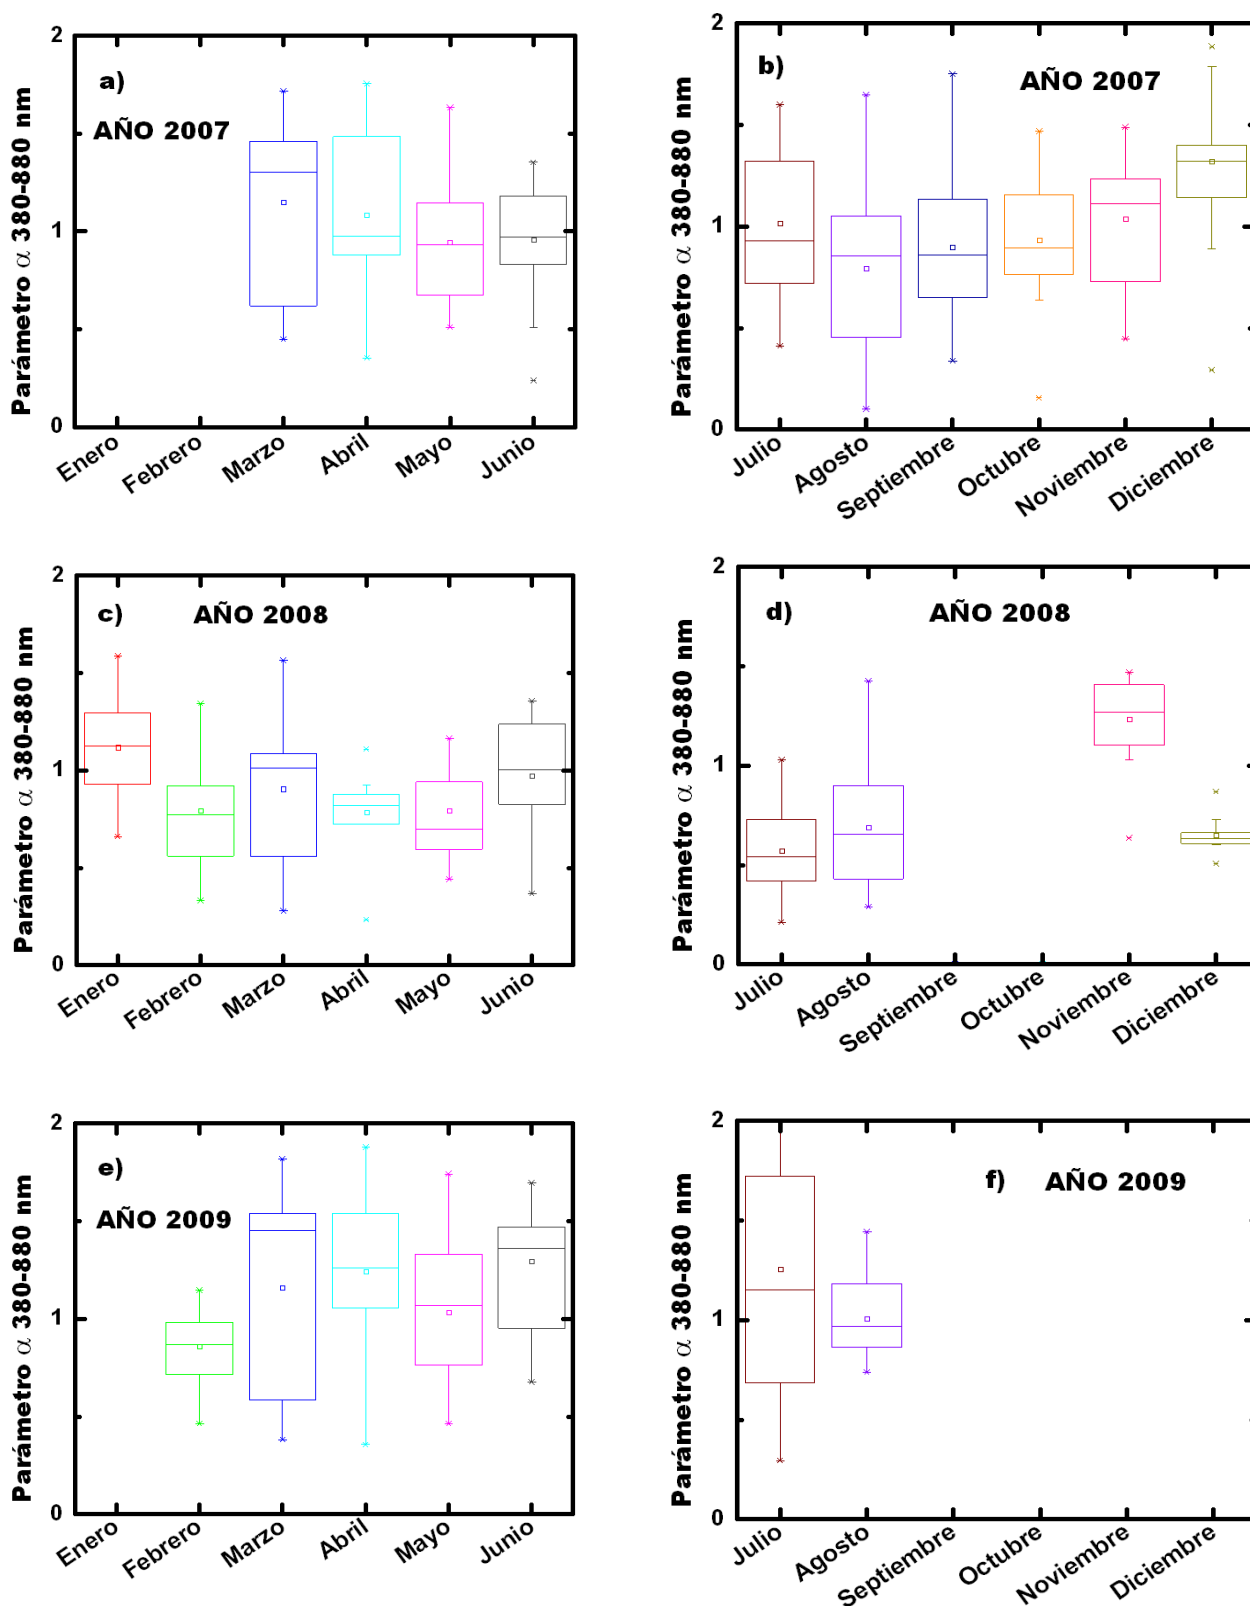 a)
AÑO 2007
Parámetro α 380-880 nm
2
1
0
Enero
Febrero
Marzo
Abril
Mayo
Junio
b)
AÑO 2007
Parámetro α 380-880 nm
2
1
0
Julio
Agosto
Septiembre
Octubre
Noviembre
Diciembre
c)
AÑO 2008
Parámetro α 380-880 nm
2
1
0
Enero
Febrero
Marzo
Abril
Mayo
Junio
d)
AÑO 2008
Parámetro α 380-880 nm
2
1
0
Julio
Agosto
Septiembre
Octubre
Noviembre
Diciembre
e)
AÑO 2009
Parámetro α 380-880 nm
2
1
0
Enero
Febrero
Marzo
Abril
Mayo
Junio
f)
AÑO 2009
Parámetro α 380-880 nm
2
1
0
Julio
Agosto
Septiembre
Octubre
Noviembre
Diciembre